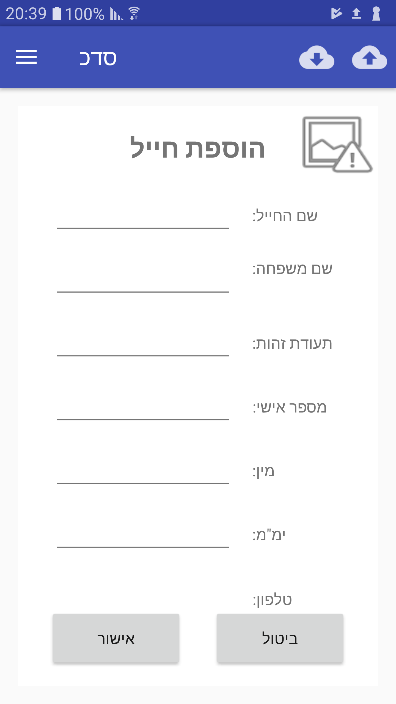 20:39 100%
סדכ
הוספת חייל
שם החייל:
שם משפחה:
תעודת זהות:
מספר אישי:
מין:
ימ"מ:
טלפון:
ביטול אישור